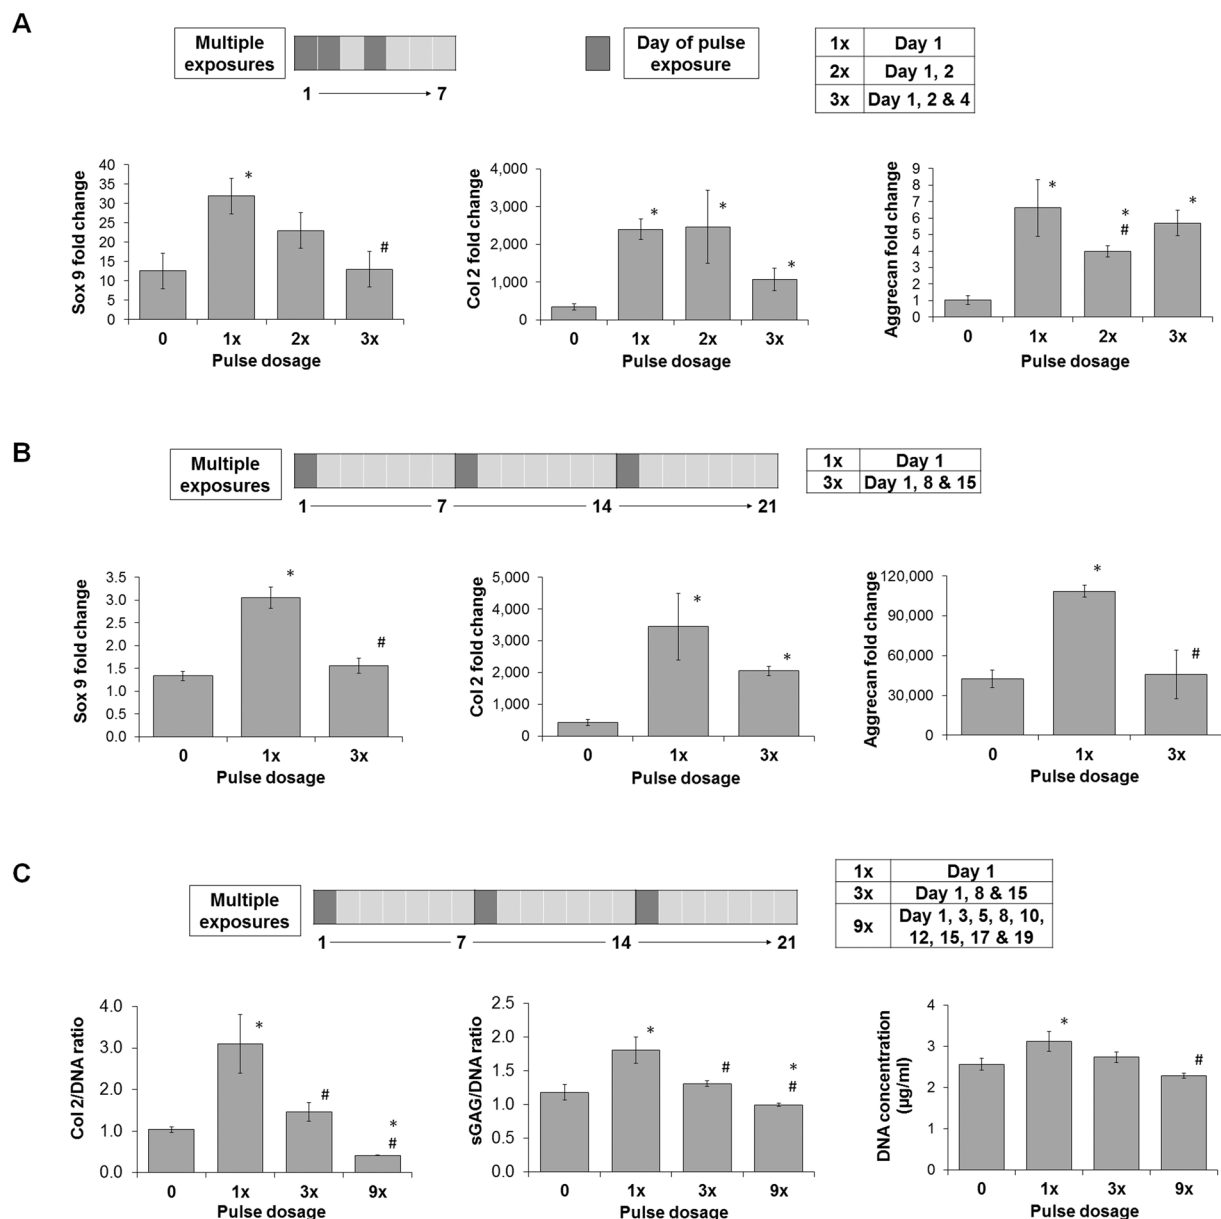 A
Multiple
exposures
1
7
Day of pulse
exposure
1x Day 1
2x Day 1, 2
3x Day 1, 2 & 4
Sox 9 fold change
40
35
30
25
20
15
10
5
0
*
#
0 1x 2x 3x
Pulse dosage
Col 2 fold change
4,000
3,000
2,000
1,000
0
*
*
*
0 1x 2x 3x
Pulse dosage
Aggrecan fold change
9
8
7
6
5
4
3
2
1
0
*
*
#
*
0 1x 2x 3x
Pulse dosage
B
Multiple
exposures
1 7 14 21
1x Day 1
3x Day 1, 8 & 15
Sox 9 fold change
3.5
3.0
2.5
2.0
1.5
1.0
0.5
0.0
*
#
0 1x 3x
Pulse dosage
Col 2 fold change
5,000
4,000
3,000
2,000
1,000
0
*
*
0 1x 3x
Pulse dosage
Aggrecan fold change
120,000
90,000
60,000
30,000
0
*
#
0 1x 3x
Pulse dosage
C
Multiple
exposures
1 7 14 21
1x Day 1
3x Day 1, 8 & 15
9x Day 1, 3, 5, 8, 10,
12, 15, 17 & 19
Col 2/DNA ratio
4.0
3.0
2.0
1.0
0.0
*
#
*
#
0 1x 3x 9x
Pulse dosage
sGAG/DNA ratio
2.5
2.0
1.5
1.0
0.5
0.0
*
#
*
#
0 1x 3x 9x
Pulse dosage
DNA concentration
(µg/ml)
4
3
2
1
0
*
#
0 1x 3x 9x
Pulse dosage